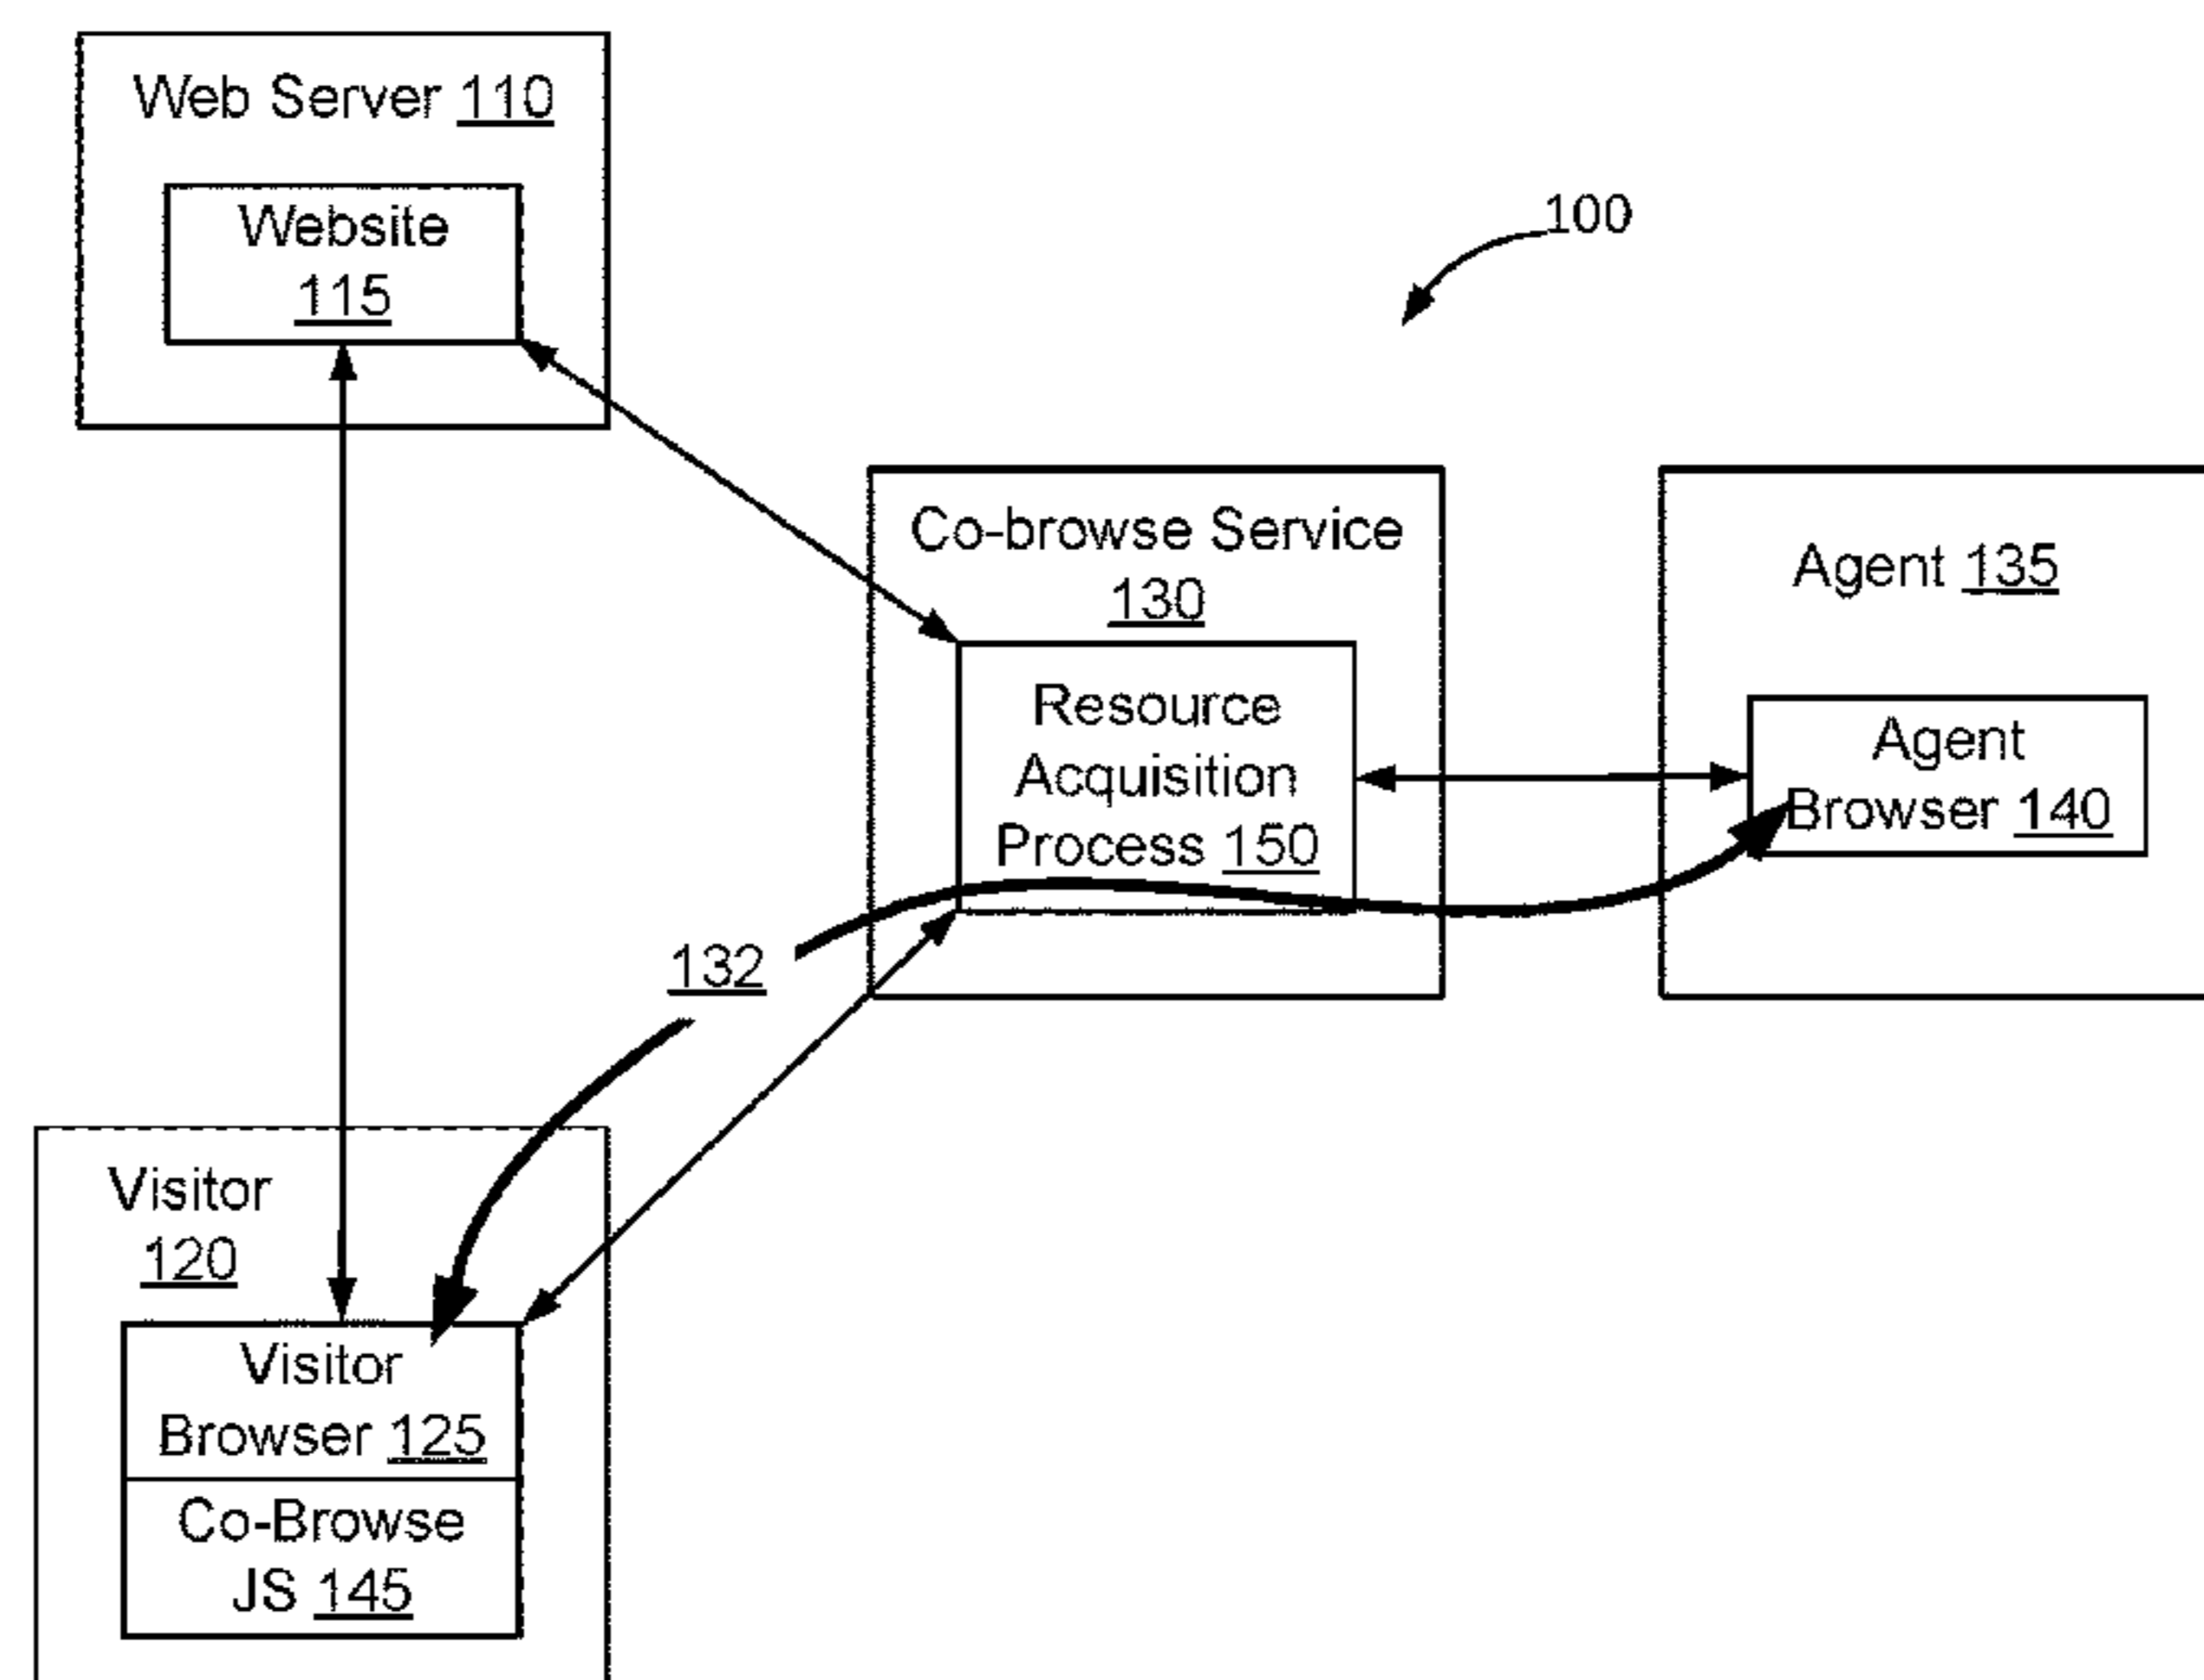 Web Server 110
Website
115
100
Co-browse Service
130
Resource
Acquisition
Process 150
Agent 135
Agent
Browser 140
132
Visitor
120
Visitor
Browser 125
Co-Browse
JS 145